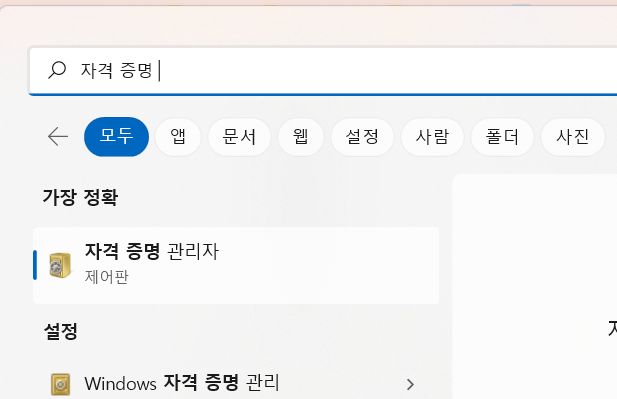 자격 증명
모두 앱 문서 웹 설정 사람 폴더 사진
가장 정확
자격 증명 관리자
제어판
설정
Windows 자격 증명 관리